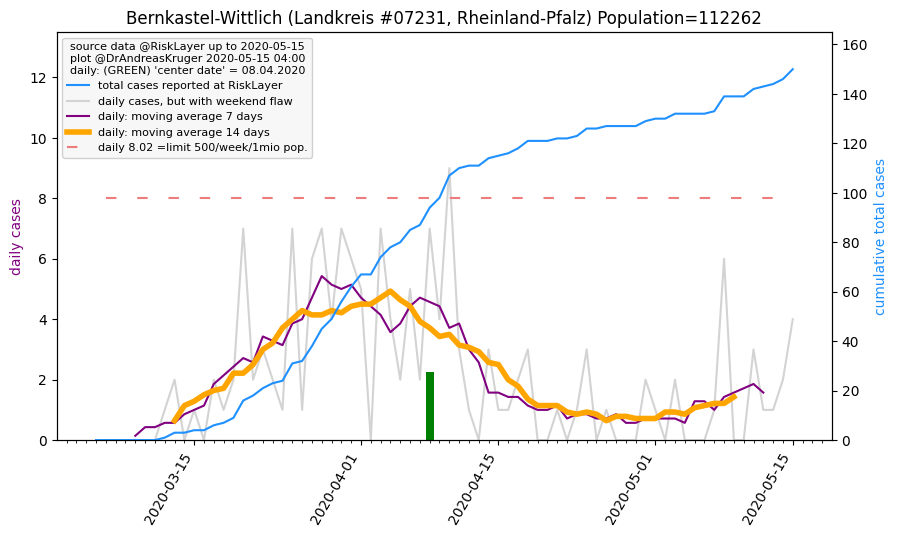 Bernkastel-Wittlich (Landkreis #07231, Rheinland-Pfalz) Population=112262
source data @RiskLayer up to 2020-05-15
plot @DrAndreasKruger 2020-05-15 04:00
daily: (GREEN) 'center date' = 08.04.2020
total cases reported at RiskLayer
daily cases, but with weekend flaw
daily: moving average 7 days
daily: moving average 14 days
daily 8.02 =limit 500/week/1mio pop.
daily cases
0
2
4
6
8
10
12
cumulative total cases
0
20
40
60
80
100
120
140
160
2020-03-15
2020-04-01
2020-04-15
2020-05-01
2020-05-15